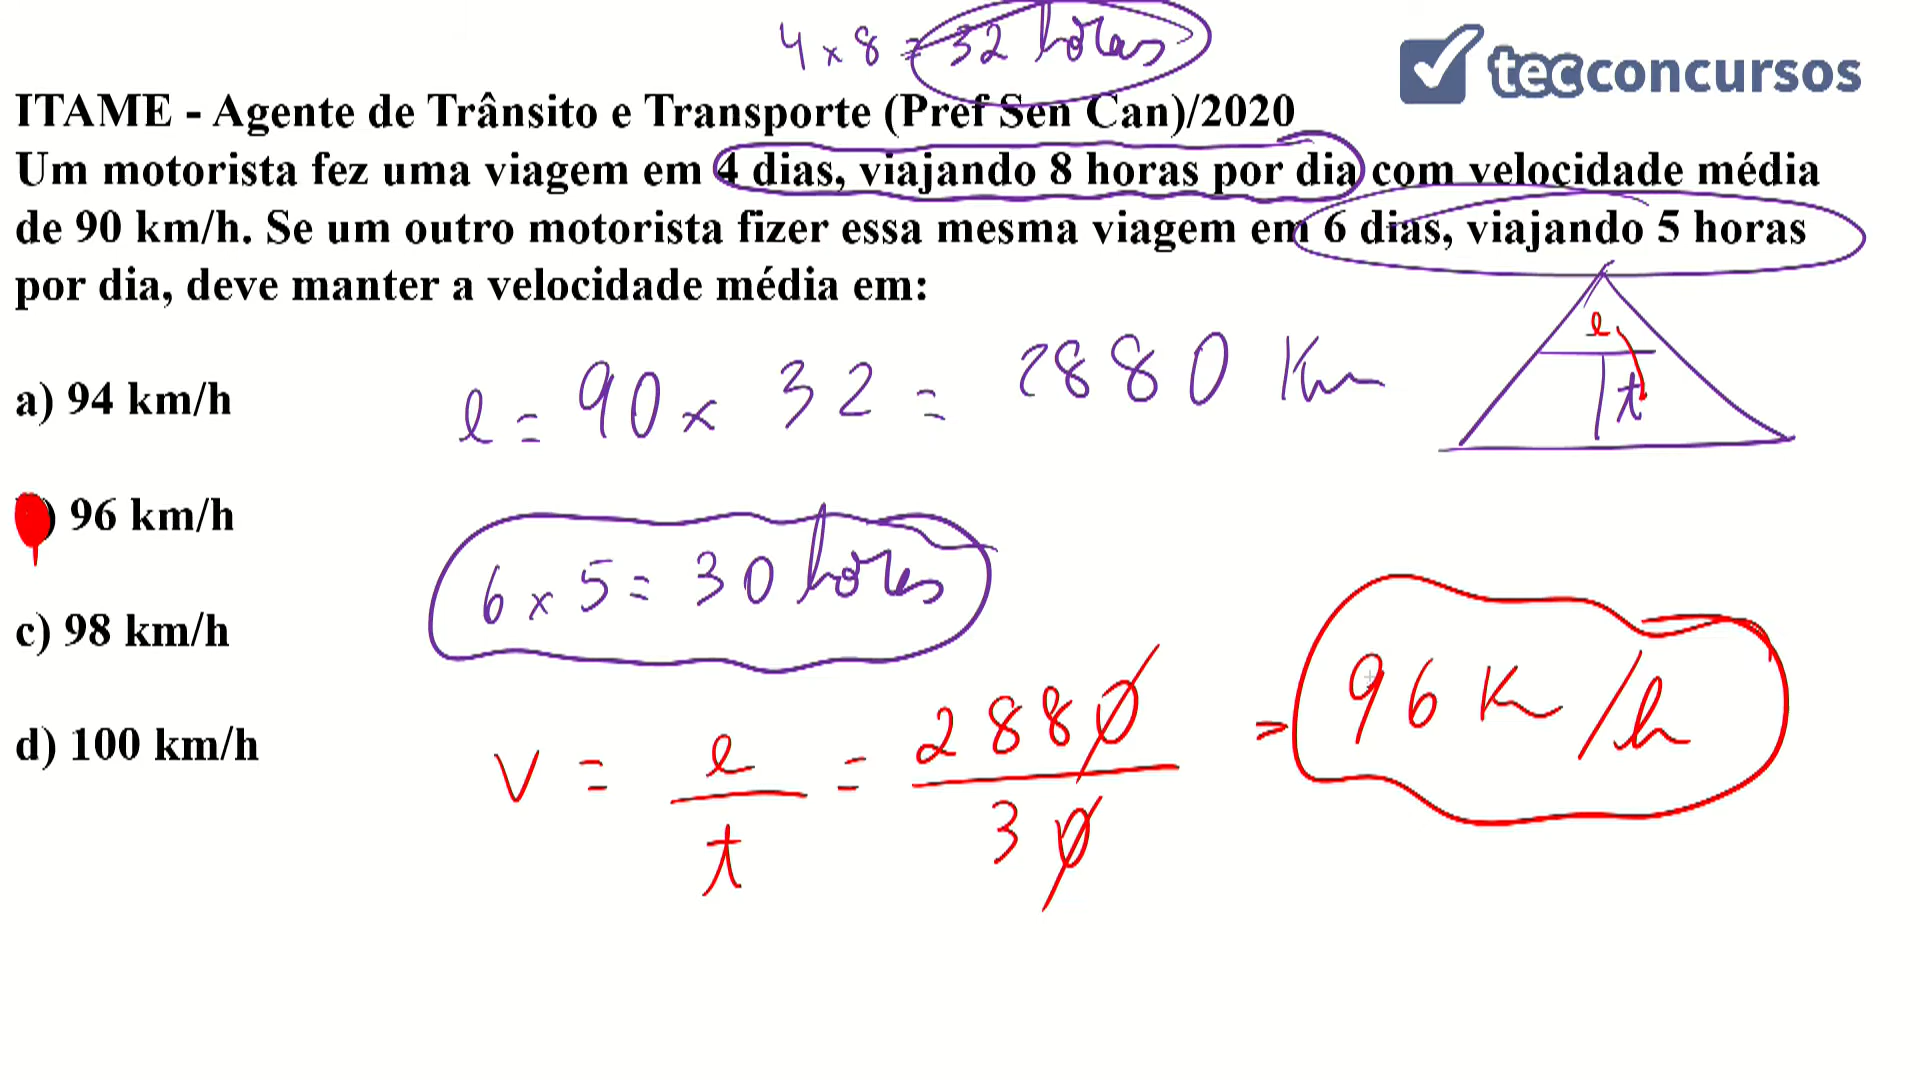 4 x 8 = 32 horas
tecconcursos
ITAME - Agente de Trânsito e Transporte (Pref Sen Can)/2020
Um motorista fez uma viagem em 4 dias, viajando 8 horas por dia com velocidade média
de 90 km/h. Se um outro motorista fizer essa mesma viagem em 6 dias, viajando 5 horas
por dia, deve manter a velocidade média em:
e
t
a) 94 km/h
e = 90 x 32 = 2880 Km
) 96 km/h
6 x 5 = 30 horas
c) 98 km/h
d) 100 km/h
v = e / t = 2880 / 30 = 96 Km/h